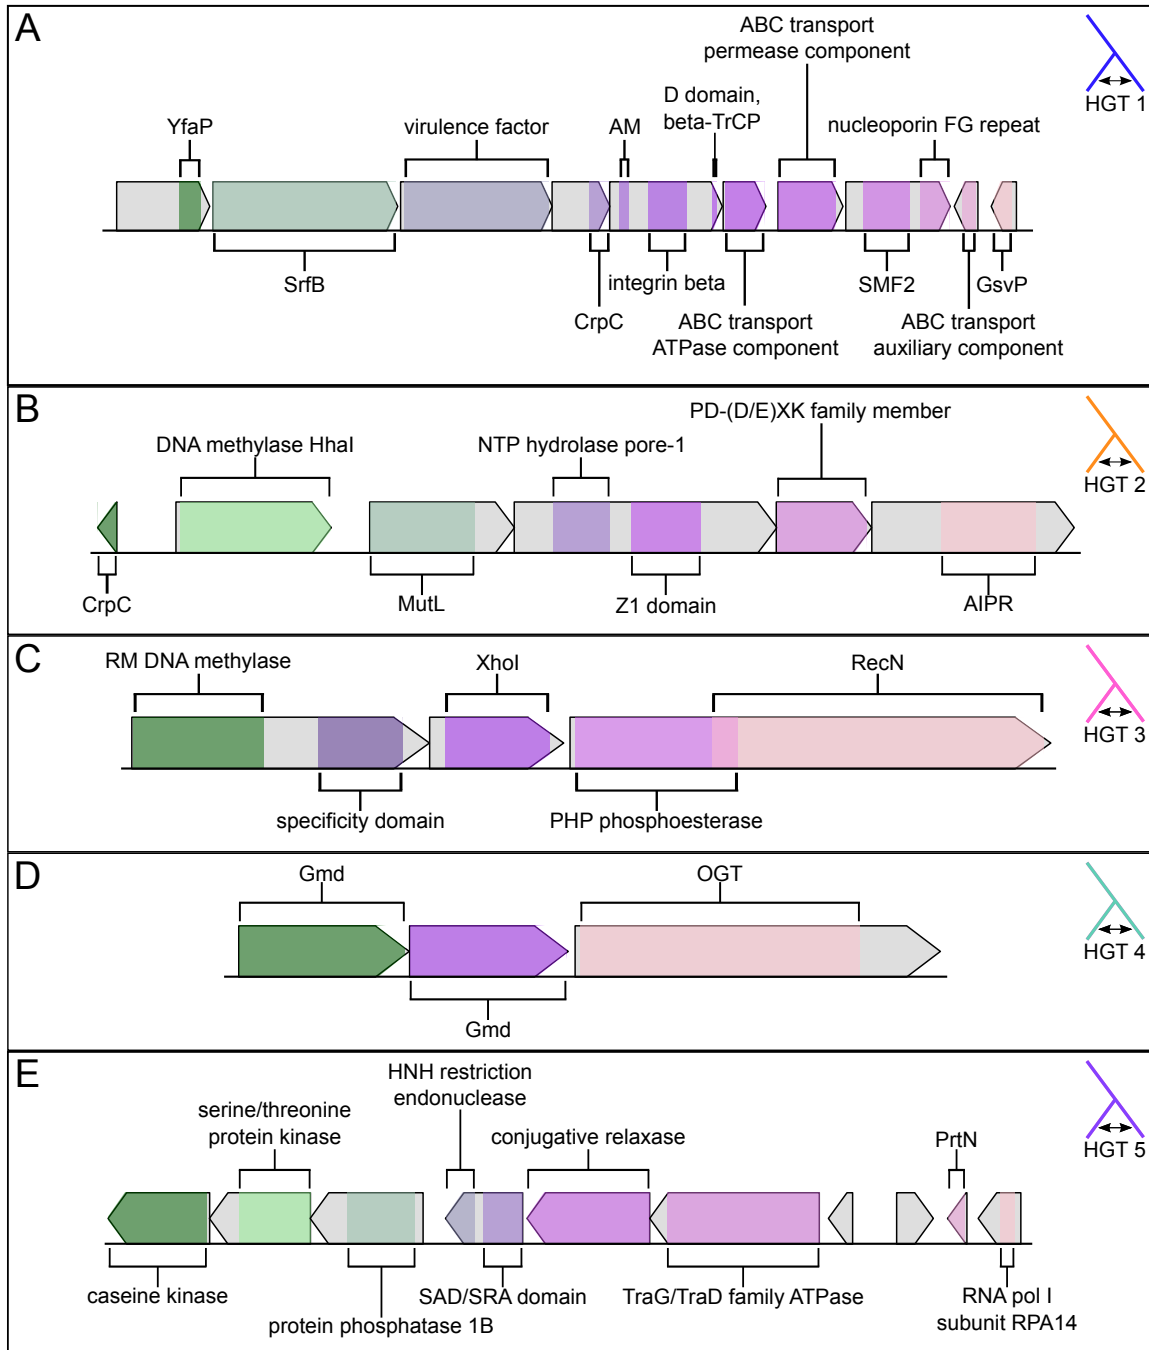 A
ABC transport
permease component
HGT 1
D domain,
beta-TrCP
YfaP
virulence factor
AM
nucleoporin FG repeat
SrfB
integrin beta
SMF2
GsvP
CrpC
ABC transport
ATPase component
ABC transport
auxiliary component
B
PD-(D/E)XK family member
HGT 2
DNA methylase HhaI
NTP hydrolase pore-1
CrpC
MutL
Z1 domain
AIPR
C
RM DNA methylase
XhoI
RecN
HGT 3
specificity domain
PHP phosphoesterase
D
Gmd
OGT
HGT 4
Gmd
E
HNH restriction
endonuclease
serine/threonine
protein kinase
conjugative relaxase
PrtN
HGT 5
caseine kinase
protein phosphatase 1B
SAD/SRA domain
TraG/TraD family ATPase
RNA pol I
subunit RPA14